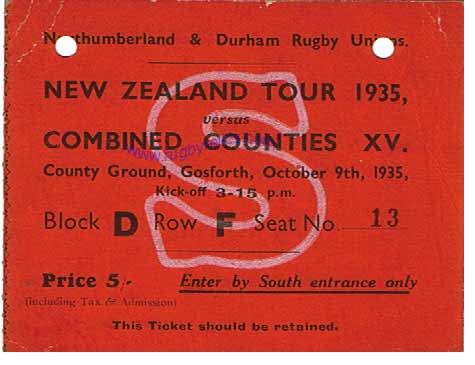 Northumberland & Durham Rugby Unions.
NEW ZEALAND TOUR 1935,
versus
COMBINED COUNTIES XV.
County Ground, Gosforth, October 9th, 1935,
Kick-off 3-15 p.m.
Block D Row F Seat No. 13
S
Price 5/- Enter by South entrance only
(including Tax & Admission)
This Ticket should be retained.